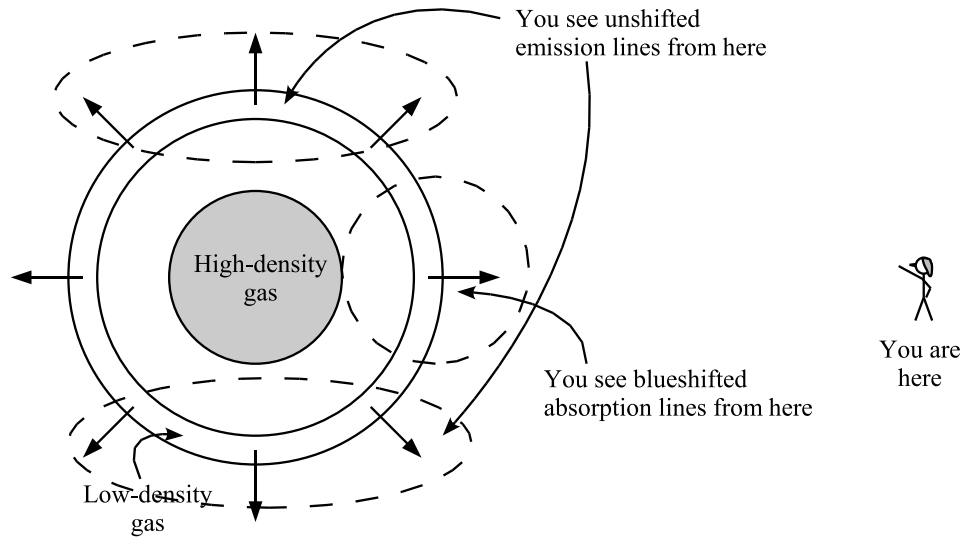 You see unshifted
emission lines from here
High-density
gas
You are
here
You see blueshifted
absorption lines from here
Low-density
gas